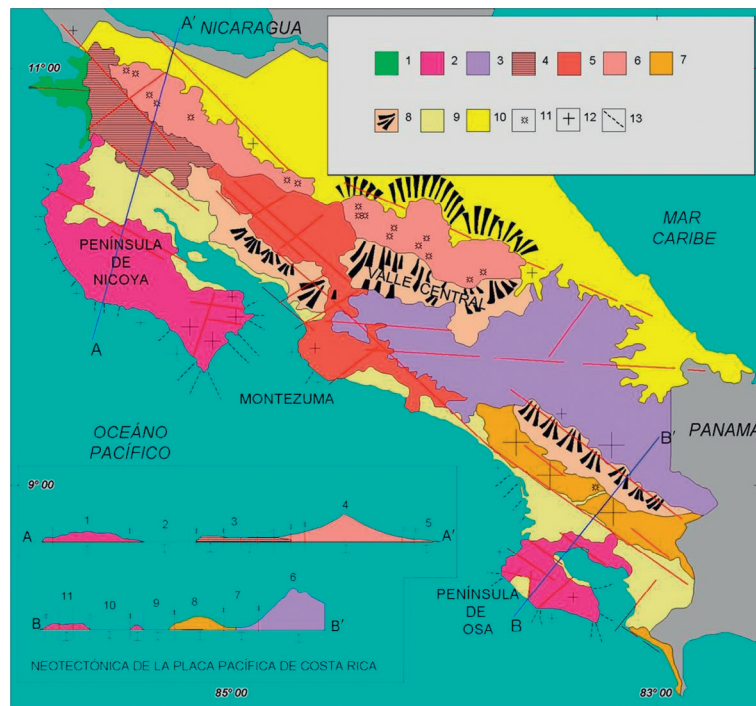 A'
NICARAGUA
11° 00
1 2 3 4 5 6 7
8 9 10 11 12 13
MAR
CARIBE
PENÍNSULA
DE
NICOYA
VALLE CENTRAL
A
MONTEZUMA
OCEÁNO
PACÍFICO
PANAMÁ
B'
9° 00
A 1 2 3 4 5 A'
B 11 10 9 8 7 6 B'
PENÍNSULA
DE
OSA
B
NEOTECTÓNICA DE LA PLACA PACÍFICA DE COSTA RICA
85° 00
83° 00